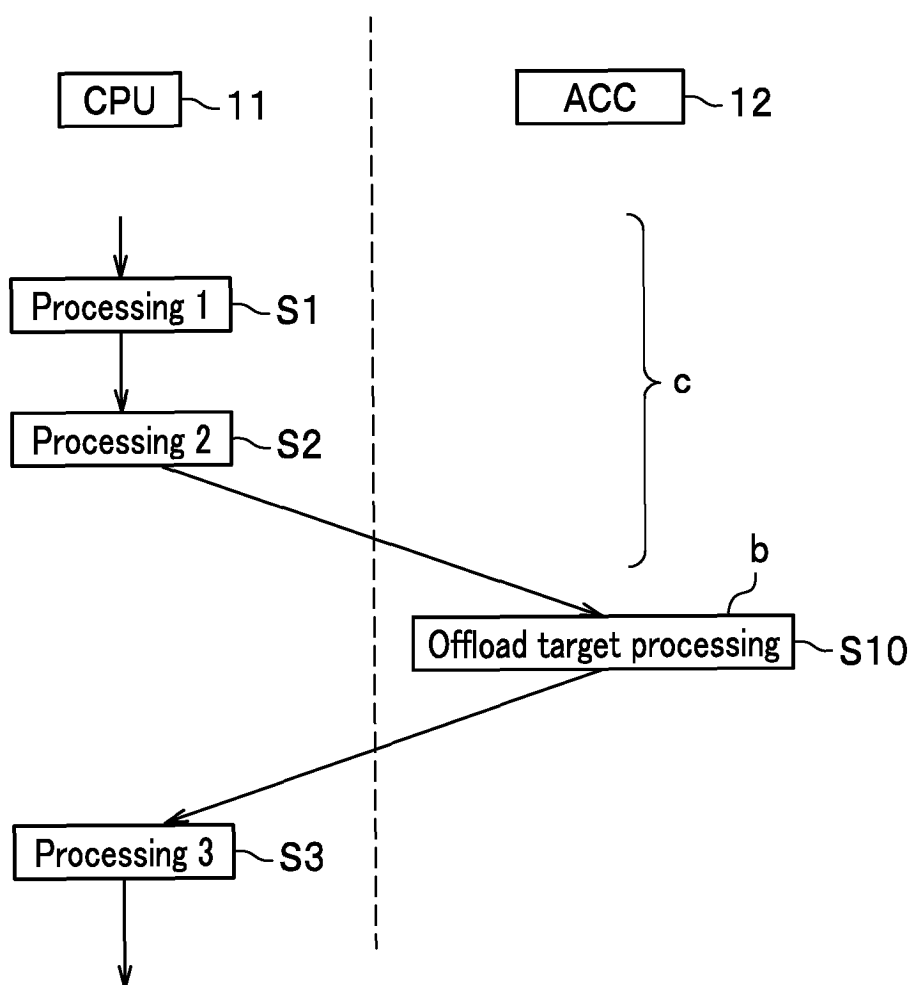 CPU 11
ACC 12
Processing 1 S1
c
Processing 2 S2
b
Offload target processing S10
Processing 3 S3